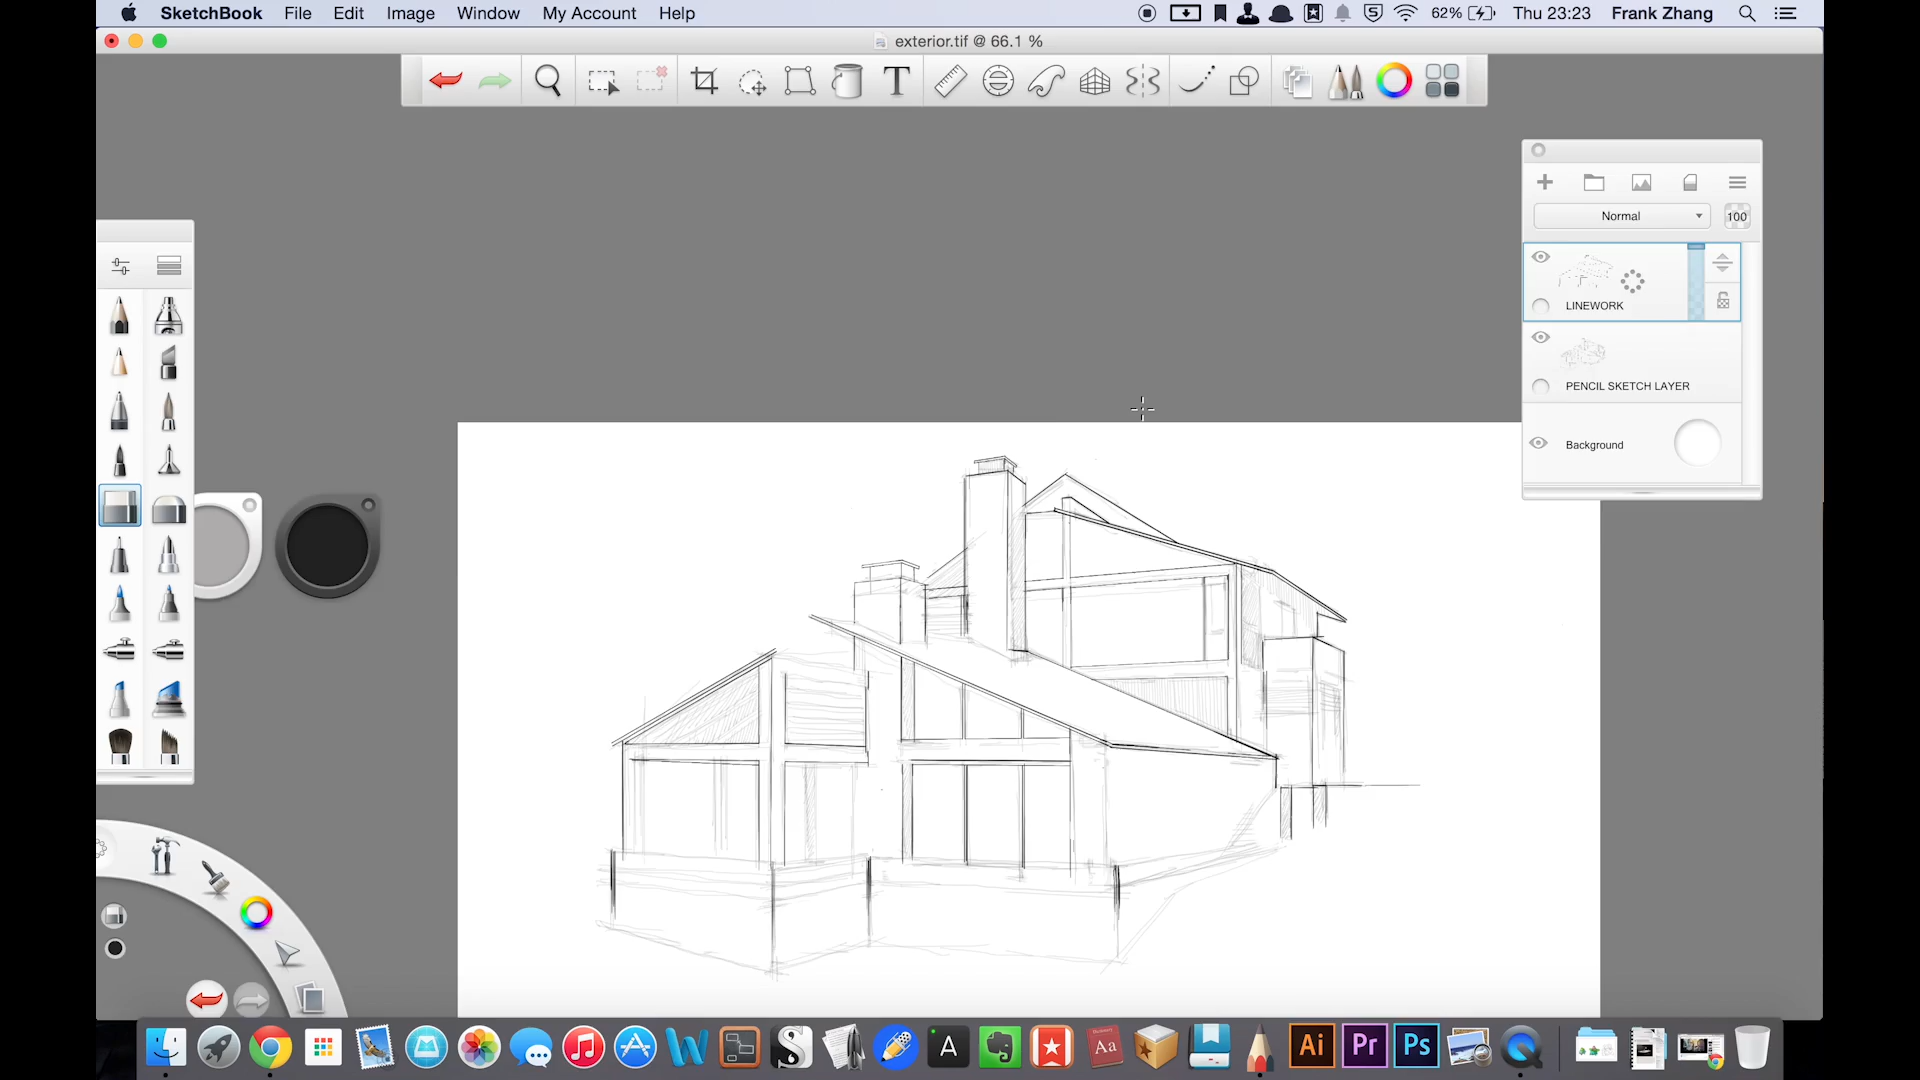 SketchBook File Edit Image Window My Account Help 62% Thu 23:23 Frank Zhang
exterior.tif @ 66.1 %
T
Normal 100
LINEWORK
PENCIL SKETCH LAYER
Background
W S A Aa Ai Pr Ps